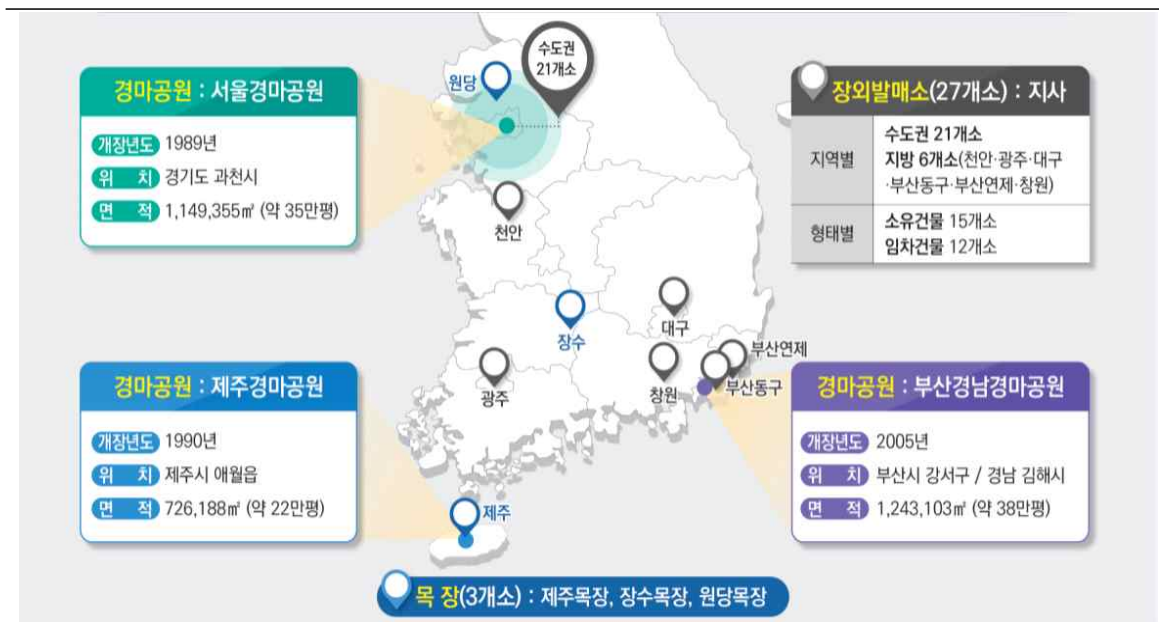 경마공원 : 서울경마공원
개장년도 1989년
위 치 경기도 과천시
면 적 1,149,355㎡ (약 35만평)
수도권
21개소
원당
천안
장수
대구
광주
창원
부산연제
부산동구
제주
장외발매소(27개소) : 지사
지역별
수도권 21개소
지방 6개소(천안·광주·대구
·부산동구·부산연제·창원)
형태별
소유건물 15개소
임차건물 12개소
경마공원 : 제주경마공원
개장년도 1990년
위 치 제주시 애월읍
면 적 726,188㎡ (약 22만평)
경마공원 : 부산경남경마공원
개장년도 2005년
위 치 부산시 강서구 / 경남 김해시
면 적 1,243,103㎡ (약 38만평)
목 장(3개소) : 제주목장, 장수목장, 원당목장